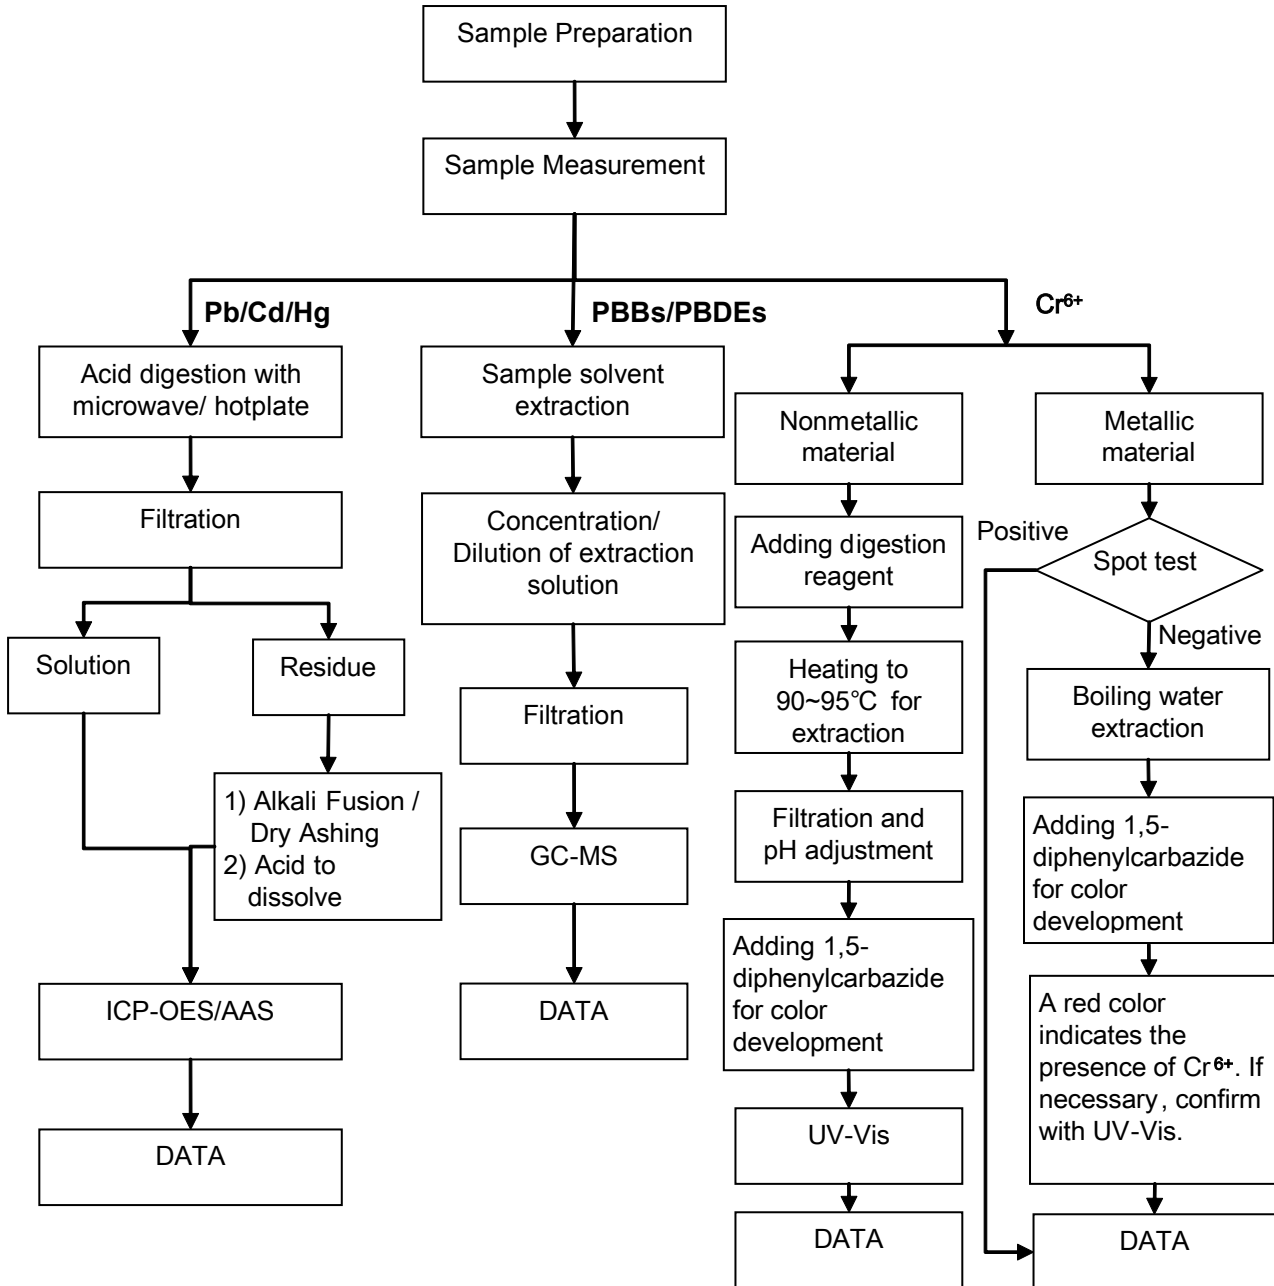 Sample Preparation
Sample Measurement
Pb/Cd/Hg
PBBs/PBDEs
Cr⁶⁺
Acid digestion with
microwave/ hotplate
Filtration
Solution
Residue
1) Alkali Fusion /
Dry Ashing
2) Acid to
dissolve
ICP-OES/AAS
DATA
Sample solvent
extraction
Concentration/
Dilution of extraction
solution
Filtration
GC-MS
DATA
Nonmetallic
material
Adding digestion
reagent
Heating to
90~95℃ for
extraction
Filtration and
pH adjustment
Adding 1,5-
diphenylcarbazide
for color
development
UV-Vis
DATA
Metallic
material
Positive
Spot test
Negative
Boiling water
extraction
Adding 1,5-
diphenylcarbazide
for color
development
A red color
indicates the
presence of Cr⁶⁺. If
necessary, confirm
with UV-Vis.
DATA